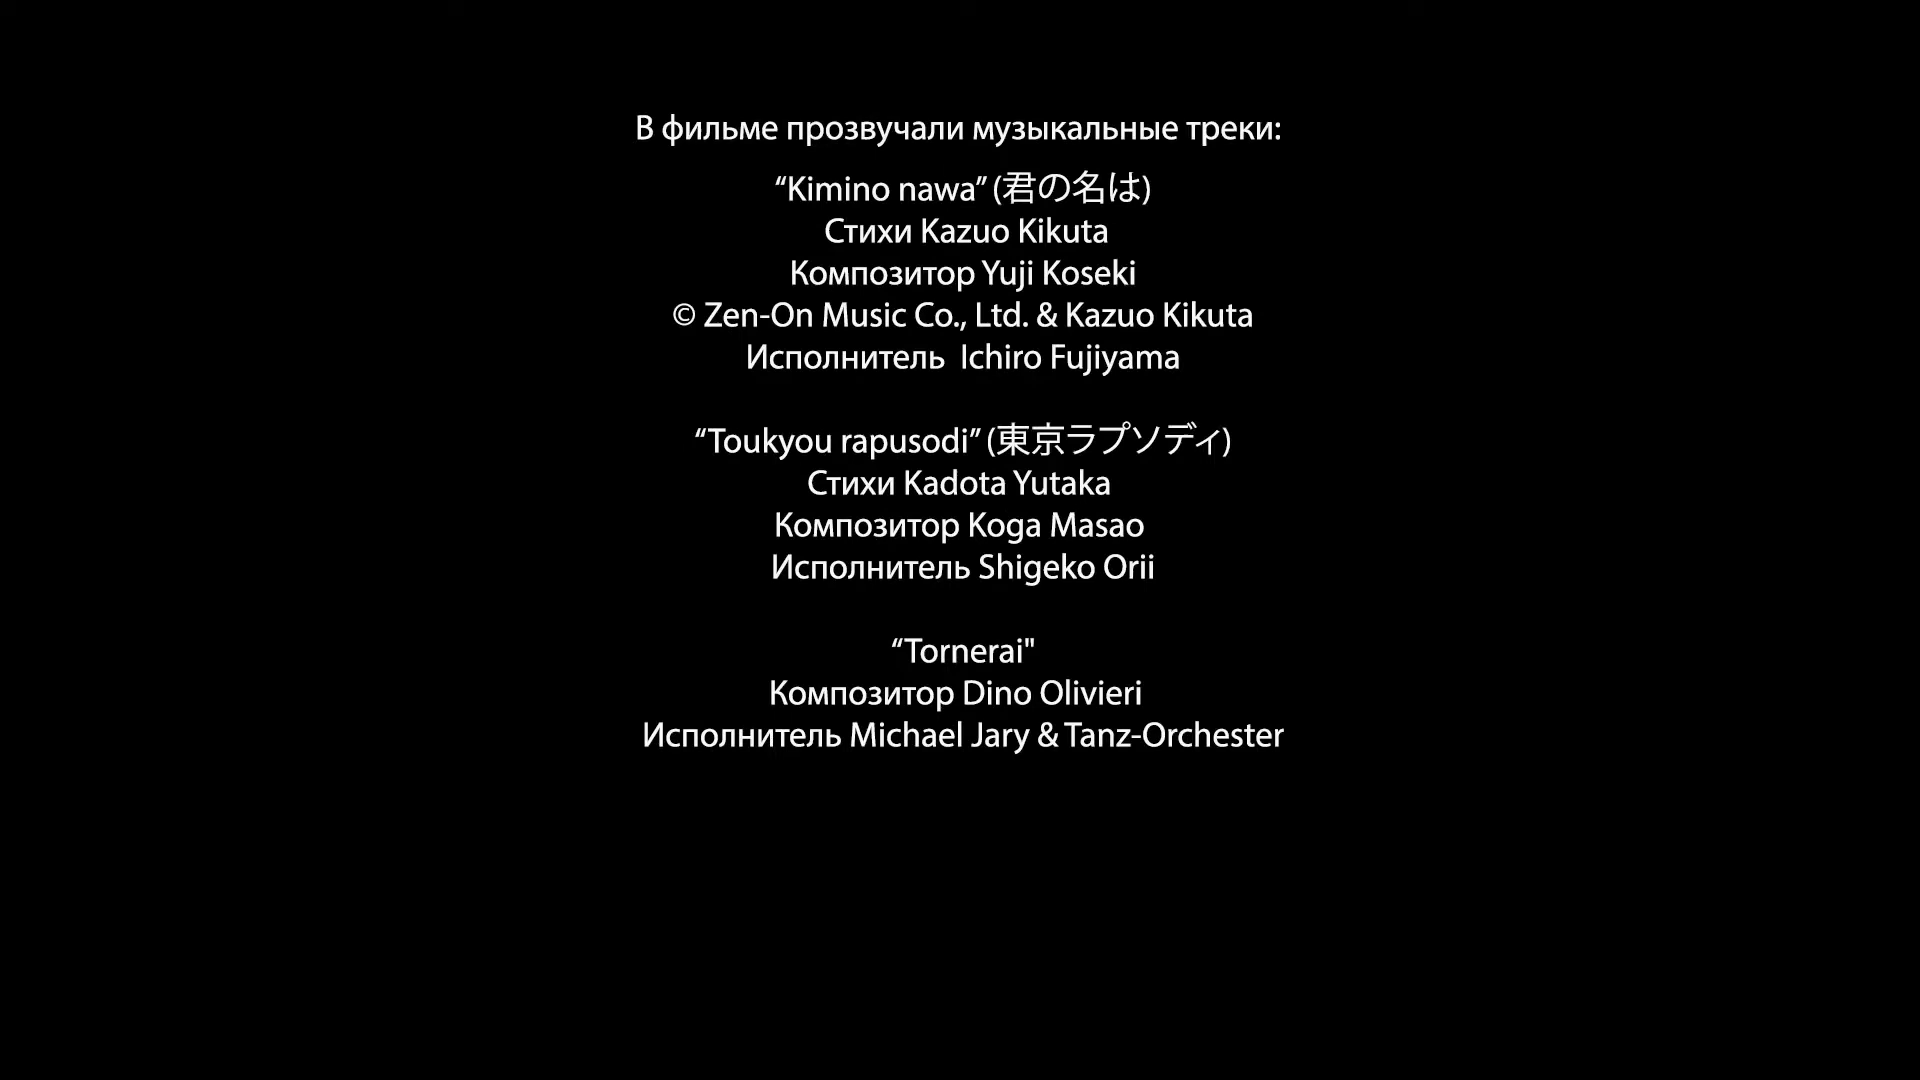 В фильме прозвучали музыкальные треки:
“Kimino nawa” (君の名は)
Стихи Kazuo Kikuta
Композитор Yuji Koseki
© Zen-On Music Co., Ltd. & Kazuo Kikuta
Исполнитель  Ichiro Fujiyama
“Toukyou rapusodi” (東京ラプソディ)
Стихи Kadota Yutaka
Композитор Koga Masao
Исполнитель Shigeko Orii
“Tornerai"
Композитор Dino Olivieri
Исполнитель Michael Jary & Tanz-Orchester